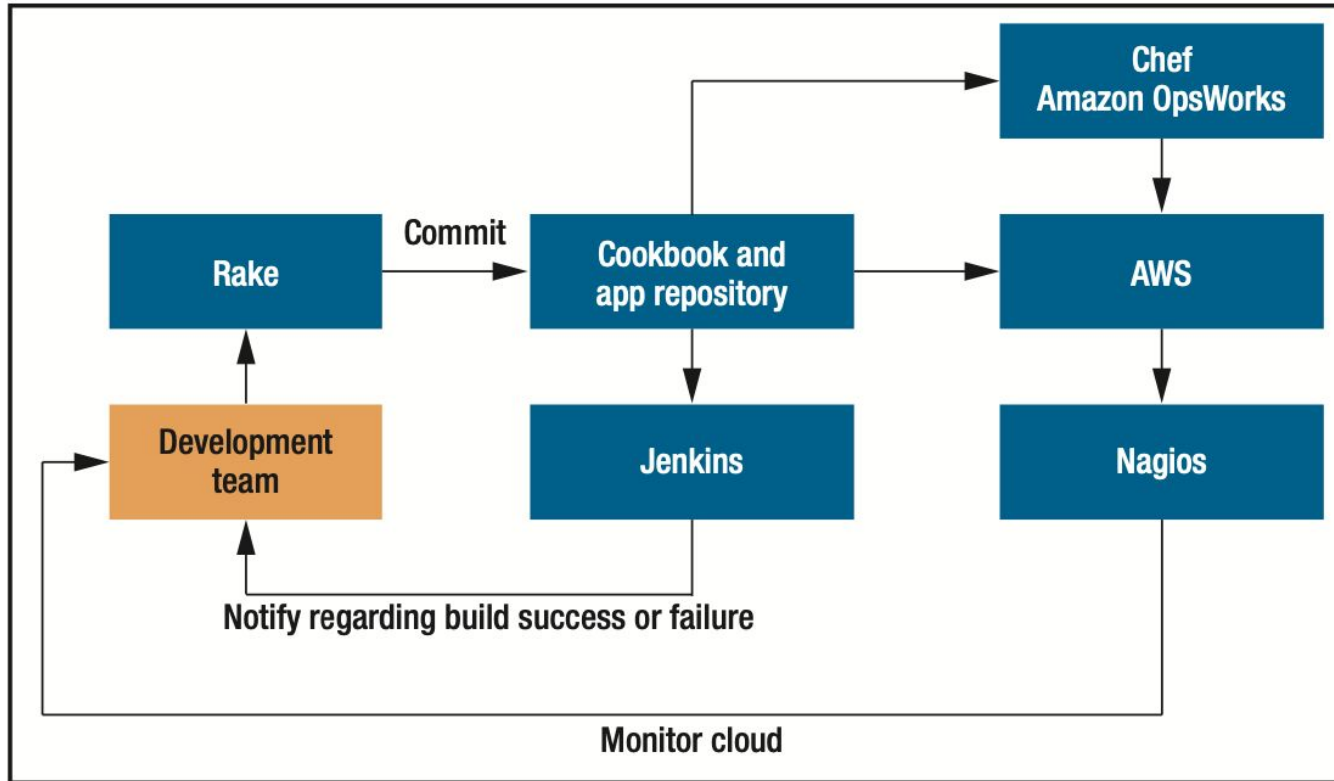 Chef
Amazon OpsWorks
Commit
Rake
Cookbook and
app repository
AWS
Development
team
Jenkins
Nagios
Notify regarding build success or failure
Monitor cloud